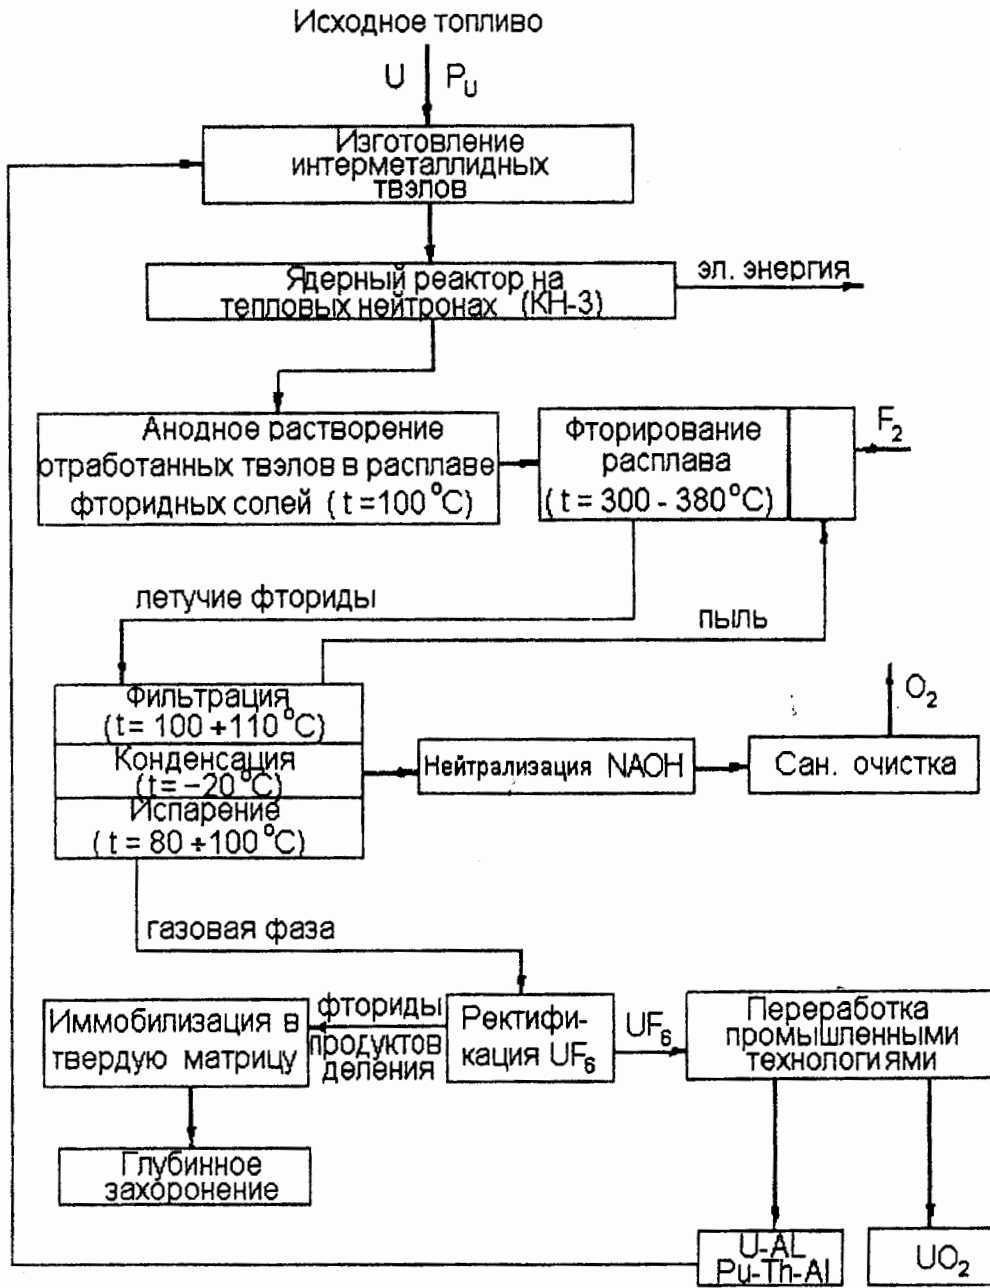 Исходное топливо
U P_U
Изготовление
интерметаллидных
твэлов
Ядерный реактор на
тепловых нейтронах (КН-3)
эл. энергия
Анодное растворение
отработанных твэлов в расплаве
фторидных солей (t=100°C)
Фторирование
расплава
(t = 300 - 380°C)
F₂
летучие фториды
пыль
Фильтрация
(t= 100 +110°C)
Конденсация
(t= −20°C)
Испарение
(t = 80 ÷100°C)
Нейтрализация NAOH
Сан. очистка
O₂
газовая фаза
Иммобилизация в
твердую матрицу
фториды
продуктов
деления
Ректифи-
кация UF₆
UF₆
Переработка
промышленными
технологиями
Глубинное
захоронение
U-AL
Pu-Th-Al
UO₂